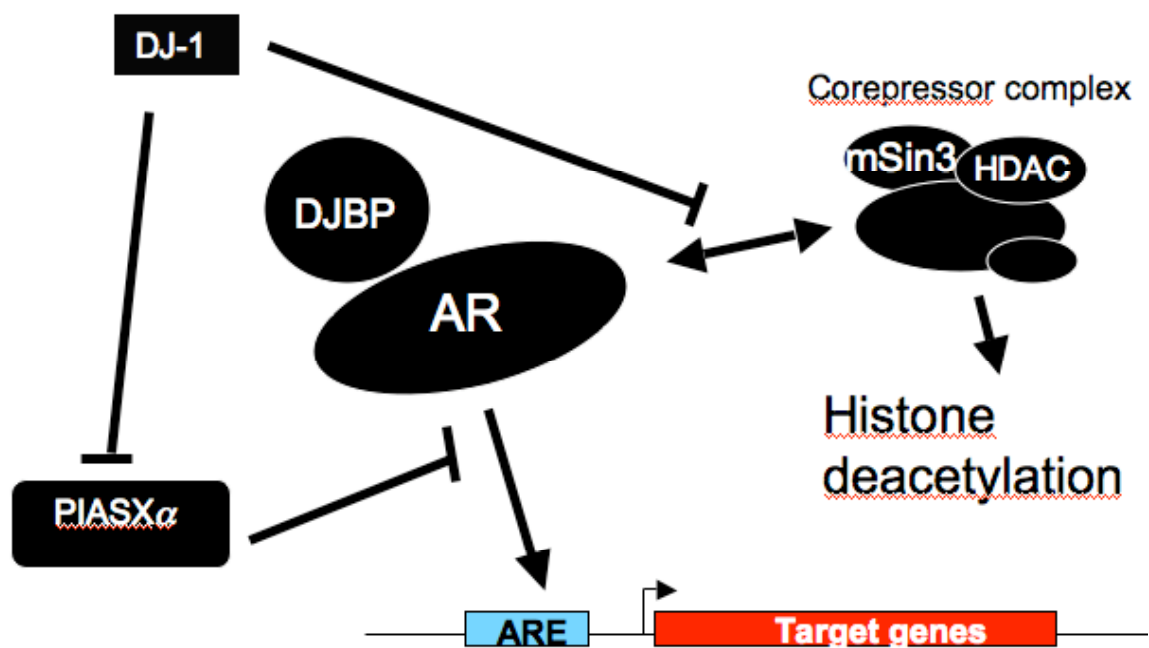 DJ-1
Corepressor complex
mSin3
HDAC
DJBP
AR
Histone
deacetylation
PIASXα
ARE
Target genes